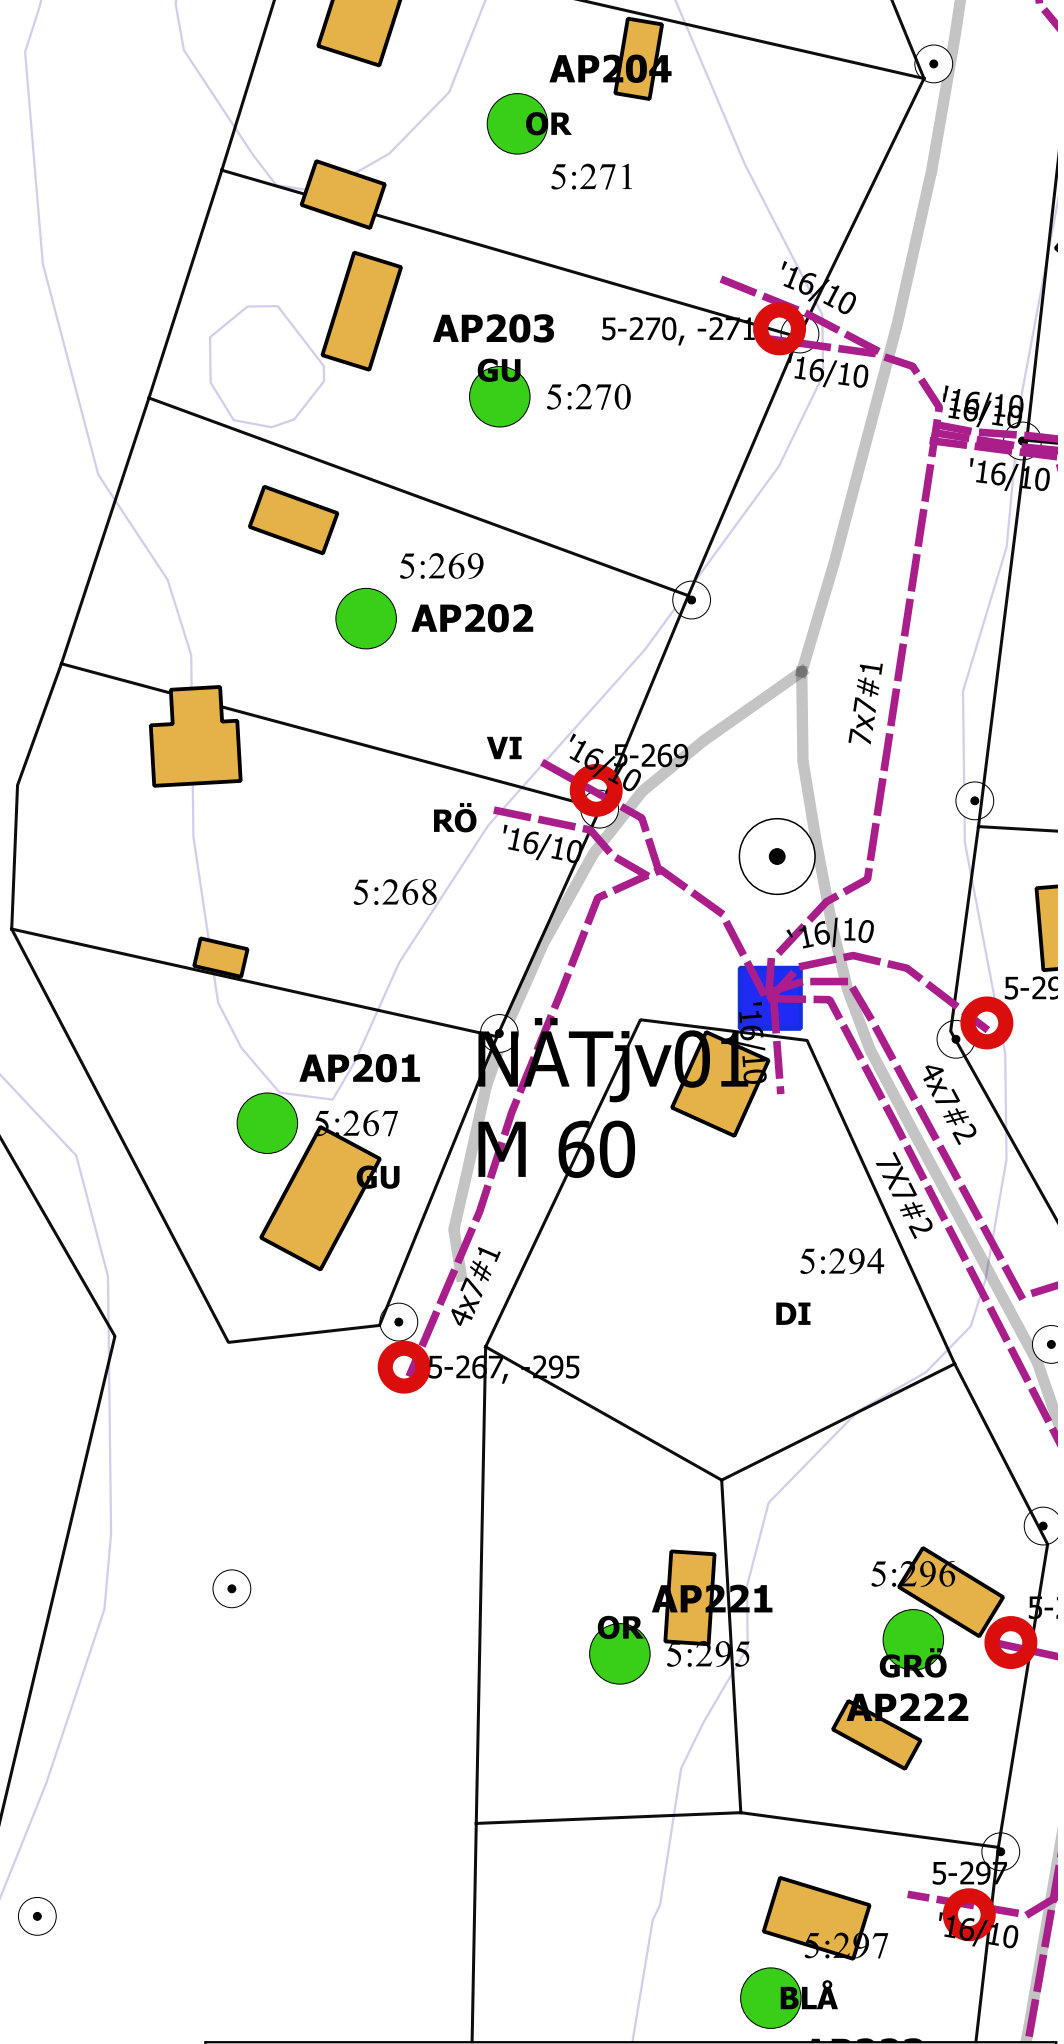 AP204
OR
5:271
'16/10
5-270, -271
'16/10
AP203
GU
5:270
'16/10
'16/10
'16/10
5:269
AP202
7x7#1
VI
'16/10
5-269
RÖ
'16/10
5:268
'16/10
'16/10
NÄTjv01
M 60
AP201
5:267
GU
4x7#2
7X7#2
4x7#1
5:294
DI
5-267, -295
5:296
AP221
OR
5:295
GRÖ
AP222
5-297
'16/10
5:297
BLÅ